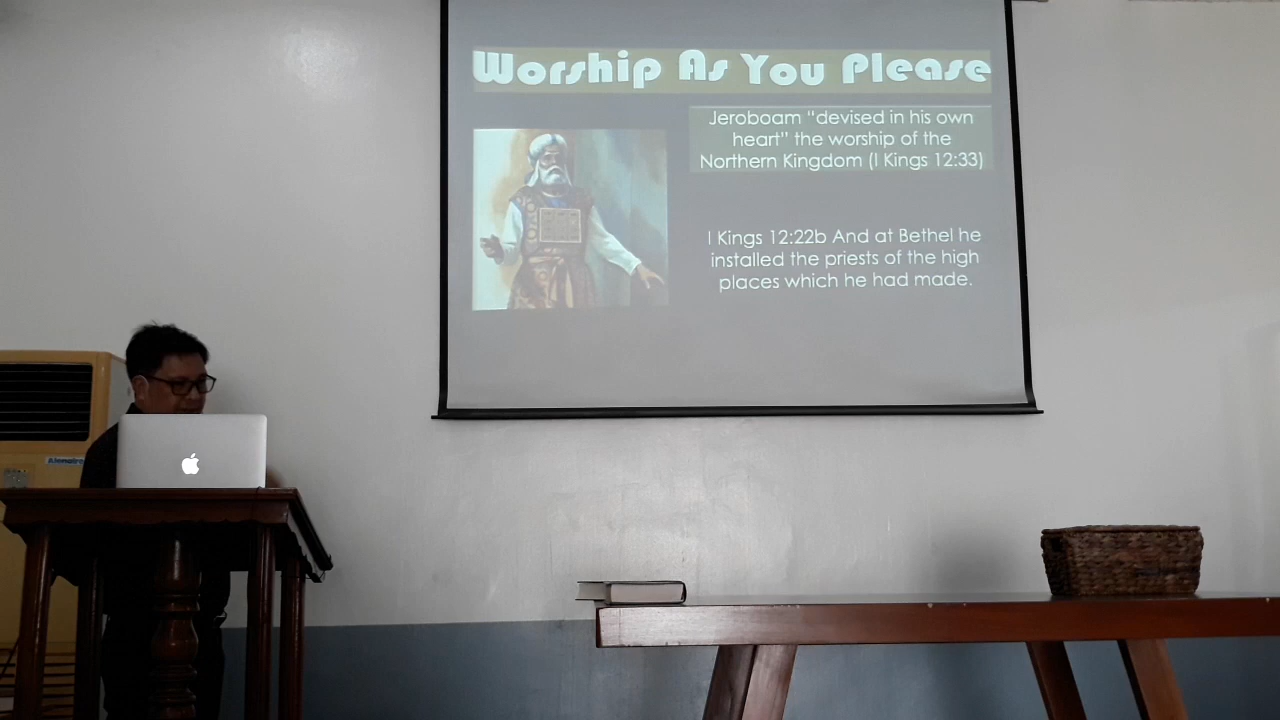 Worship As You Please
Jeroboam "devised in his own
heart" the worship of the
Northern Kingdom (I Kings 12:33)
I Kings 12:22b And at Bethel he
installed the priests of the high
places which he had made.